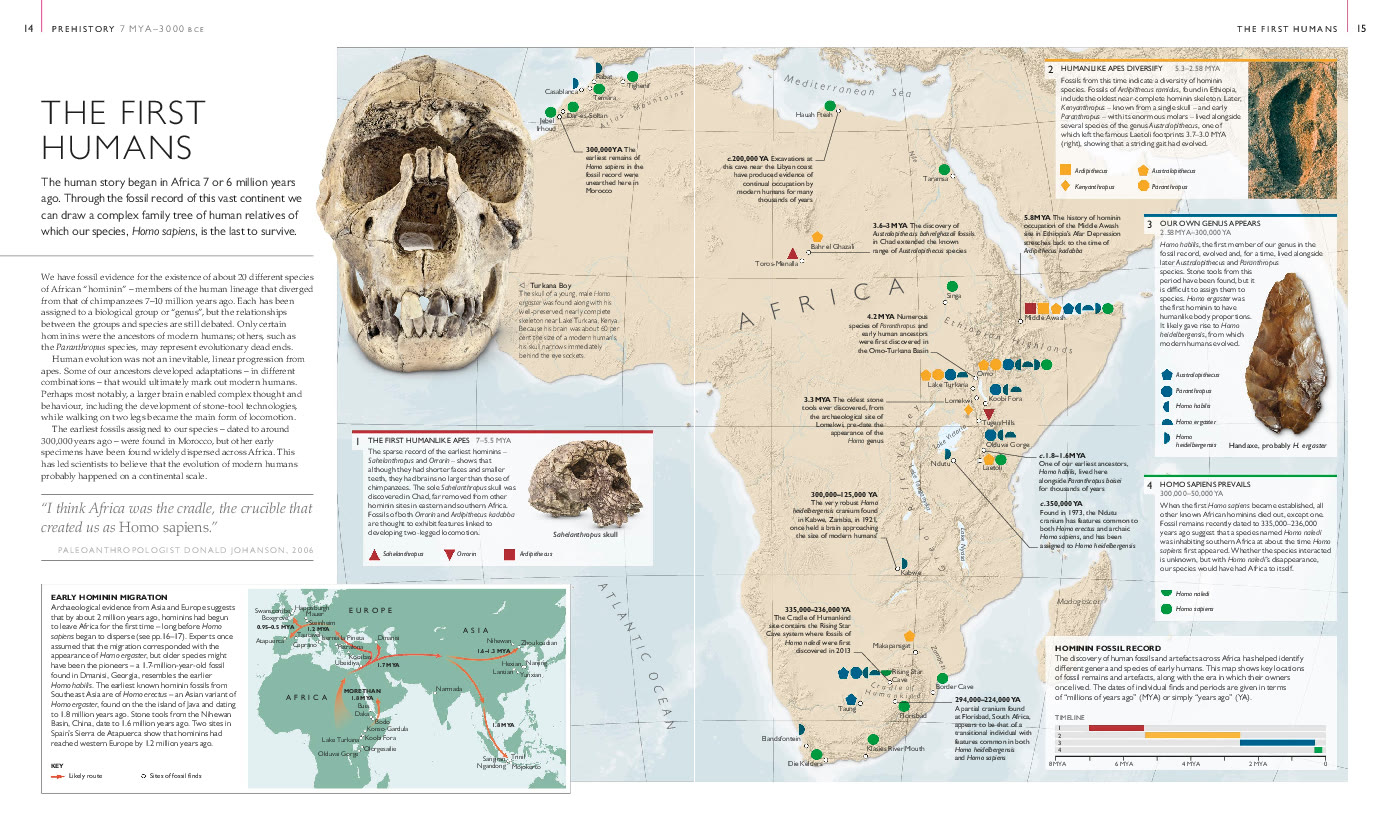 14 PREHISTORY 7 MYA–3000 BCE
THE FIRST HUMANS 15
THE FIRST
HUMANS
The human story began in Africa 7 or 6 million years
ago. Through the fossil record of this vast continent we
can draw a complex family tree of human relatives of
which our species, Homo sapiens, is the last to survive.
We have fossil evidence for the existence of about 20 different species
of African “hominin” – members of the human lineage that diverged
from that of chimpanzees 7–10 million years ago. Each has been
assigned to a biological group or “genus”, but the relationships
between the groups and species are still debated. Only certain
hominins were the ancestors of modern humans; others, such as
the Paranthropus species, may represent evolutionary dead ends.
Human evolution was not an inevitable, linear progression from
apes. Some of our ancestors developed adaptations – in different
combinations – that would ultimately mark out modern humans.
Perhaps most notably, a larger brain enabled complex thought and
behaviour, including the development of stone-tool technologies,
while walking on two legs became the main form of locomotion.
The earliest fossils assigned to our species – dated to around
300,000 years ago – were found in Morocco, but other early
specimens have been found widely dispersed across Africa. This
has led scientists to believe that the evolution of modern humans
probably happened on a continental scale.
“I think Africa was the cradle, the crucible that
created us as Homo sapiens.”
PALEOANTHROPOLOGIST DONALD JOHANSON, 2006
EARLY HOMININ MIGRATION
Archaeological evidence from Asia and Europe suggests
that by about 2 million years ago, hominins had begun
to leave Africa for the first time – long before Homo
sapiens began to disperse (see pp.16–17). Experts once
assumed that the migration corresponded with the
appearance of Homo ergaster, but older species might
have been the pioneers – a 1.7-million-year-old fossil
found in Dmanisi, Georgia, resembles the earlier
Homo habilis. The earliest known hominin fossils from
Southeast Asia are of Homo erectus – an Asian variant of
Homo ergaster, found on the the island of Java and dating
to 1.8 million years ago. Stone tools from the Nihewan
Basin, China, date to 1.6 million years ago. Two sites in
Spain's Sierra de Atapuerca show that hominins had
reached western Europe by 1.2 million years ago.
KEY
Likely route
Sites of fossil finds
EUROPE
ASIA
AFRICA
Swanscombe
Happisburgh
Boxgrove
Mauer
Steinheim
0.95–0.5 MYA
1.2 MYA
Atapuerca
Ceprano
Petralona
Dmanisi
Ubeidiya
1.7 MYA
Nihewan
Zhoukoudian
1.6–1.3 MYA
Hexian
Nanjing
Lantian
Yunxian
Narmada
MORE THAN
1.8 MYA
Bodo
Konso-Gardula
Lake Turkana
Koobi Fora
Olduvai Gorge
Olorgesailie
1.8 MYA
Sangiran
Trinil
Ngandong
Mojokerto
Rabat
Tighenif
Casablanca
Temara
Dar-es-Soltan
Jebel
Irhoud
Atlas Mountains
300,000 YA The
earliest remains of
Homo sapiens in the
fossil record were
unearthed here in
Morocco
Mediterranean Sea
Hauah Fteah
c.200,000 YA Excavations at
this cave near the Libyan coast
have produced evidence of
continual occupation by
modern humans for many
thousands of years
Nile
Taramsa
◁ Turkana Boy
The skull of a young, male Homo
ergaster was found along with his
well-preserved, nearly complete
skeleton near Lake Turkana, Kenya.
Because his brain was about 60 per
cent the size of a modern human's,
his skull narrows immediately
behind the eye sockets.
3.6–3 MYA The discovery of
Australopithecus bahrelghazali fossils
in Chad extended the known
range of Australopithecus species
Bahr el Ghazali
Toros-Menalla
5.8 MYA The history of hominin
occupation of the Middle Awash
site in Ethiopia's Afar Depression
stretches back to the time of
Ardipithecus kadabba
AFRICA
Singa
Middle Awash
Ethiopian Highlands
4.2 MYA Numerous
species of Paranthropus and
early human ancestors
were first discovered in
the Omo-Turkana Basin
Omo
Lake Turkana
Koobi Fora
Lomekwi
Tugen Hills
3.3 MYA The oldest stone
tools ever discovered, from
the archaeological site of
Lomekwi, pre-date the
appearance of the
Homo genus
Lake Victoria
Olduvai Gorge
Ndutu
Laetoli
Lake Tanganyika
c.1.8–1.6 MYA
One of our earliest ancestors,
Homo habilis, lived here
alongside Paranthropus boisei
for thousands of years
c.350,000 YA
Found in 1973, the Ndutu
cranium has features common to
both Homo erectus and archaic
Homo sapiens, and has been
assigned to Homo heidelbergensis
300,000–125,000 YA
The very robust Homo
heidelbergensis cranium found
in Kabwe, Zambia, in 1921,
once held a brain approaching
the size of modern humans'
Lake Nyasa
Kabwe
Madagascar
335,000–236,000 YA
The Cradle of Humankind
site contains the Rising Star
Cave system where fossils of
Homo naledi were first
discovered in 2013
Makapansgat
Rising Star
Cave
Cradle of
Humankind
Border Cave
Taung
Florisbad
Elandsfontein
Klasies River Mouth
Die Kelders
294,000–224,000 YA
A partial cranium found
at Florisbad, South Africa,
appears to be that of a
transitional individual with
features common in both
Homo heidelbergensis
and Homo sapiens
ATLANTIC OCEAN
1 THE FIRST HUMANLIKE APES 7–5.5 MYA
The sparse record of the earliest hominins –
Sahelanthropus and Orrorin – shows that
although they had shorter faces and smaller
teeth, they had brains no larger than those of
chimpanzees. The sole Sahelanthropus skull was
discovered in Chad, far removed from other
hominin sites in eastern and southern Africa.
Fossils of both Orrorin and Ardipithecus kadabba
are thought to exhibit features linked to
developing two-legged locomotion.
Sahelanthropus skull
Sahelanthropus
Orrorin
Ardipithecus
2 HUMANLIKE APES DIVERSIFY 5.3–2.58 MYA
Fossils from this time indicate a diversity of hominin
species. Fossils of Ardipithecus ramidus, found in Ethiopia,
include the oldest near-complete hominin skeleton. Later,
Kenyanthropus – known from a single skull – and early
Paranthropus – with its enormous molars – lived alongside
several species of the genus Australopithecus, one of
which left the famous Laetoli footprints 3.7–3.0 MYA
(right), showing that a striding gait had evolved.
Ardipithecus
Australopithecus
Kenyanthropus
Paranthropus
3 OUR OWN GENUS APPEARS
2.58 MYA–300,000 YA
Homo habilis, the first member of our genus in the
fossil record, evolved and, for a time, lived alongside
later Australopithecus and Paranthropus
species. Stone tools from this
period have been found, but it
is difficult to assign them to
species. Homo ergaster was
the first hominin to have
humanlike body proportions.
It likely gave rise to Homo
heidelbergensis, from which
modern humans evolved.
Australopithecus
Paranthropus
Homo habilis
Homo ergaster
Homo
heidelbergensis
Handaxe, probably H. ergaster
4 HOMO SAPIENS PREVAILS
300,000–50,000 YA
When the first Homo sapiens became established, all
other known African hominins died out, except one.
Fossil remains recently dated to 335,000–236,000
years ago suggest that a species named Homo naledi
was inhabiting southern Africa at about the time Homo
sapiens first appeared. Whether the species interacted
is unknown, but with Homo naledi's disappearance,
our species would have had Africa to itself.
Homo naledi
Homo sapiens
HOMININ FOSSIL RECORD
The discovery of human fossils and artefacts across Africa has helped identify
different genera and species of early humans. This map shows key locations
of fossil remains and artefacts, along with the era in which their owners
once lived. The dates of individual finds and periods are given in terms
of “millions of years ago” (MYA) or simply “years ago” (YA).
TIMELINE
1
2
3
4
8 MYA 6 MYA 4 MYA 2 MYA 0